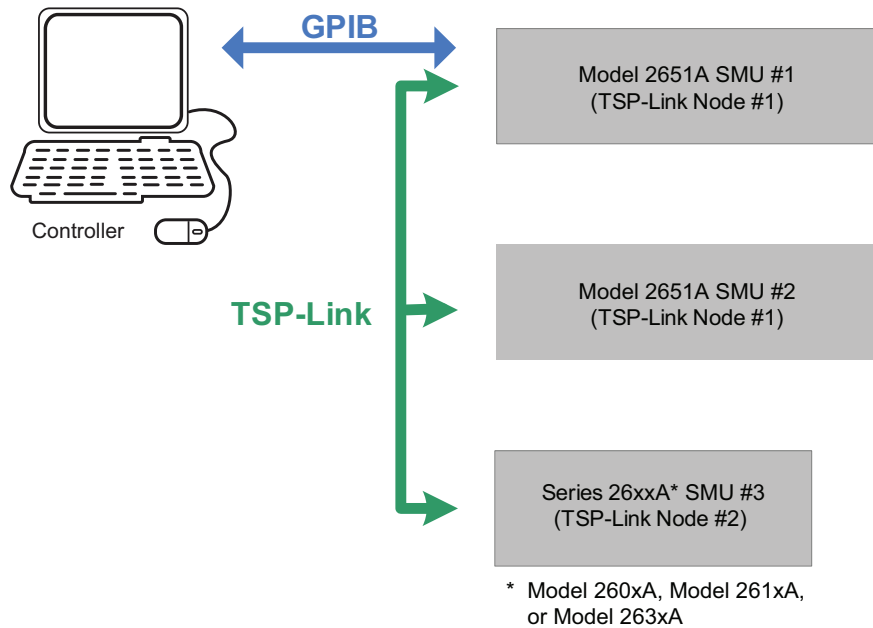 GPIB
Model 2651A SMU #1
(TSP-Link Node #1)
Controller
TSP-Link
Model 2651A SMU #2
(TSP-Link Node #1)
Series 26xxA* SMU #3
(TSP-Link Node #2)
* Model 260xA, Model 261xA,
or Model 263xA